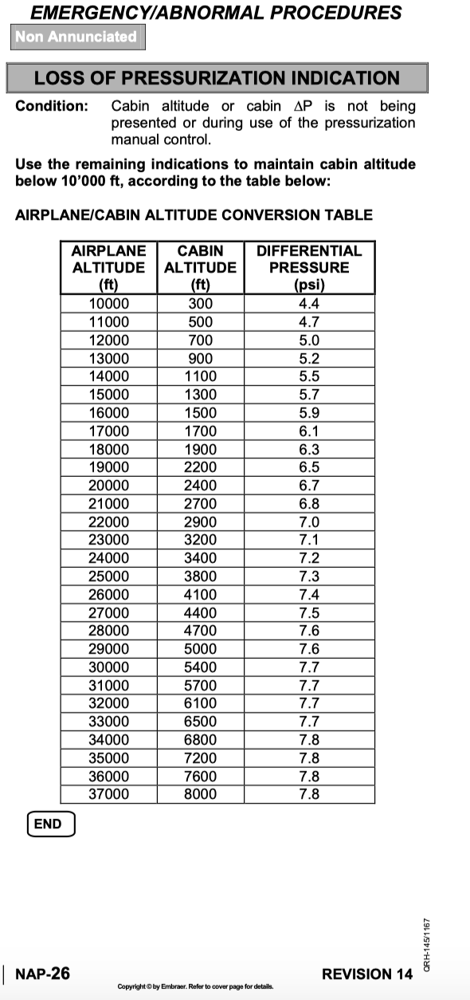 EMERGENCY/ABNORMAL PROCEDURES
Non Annunciated
LOSS OF PRESSURIZATION INDICATION
Condition: Cabin altitude or cabin ΔP is not being
presented or during use of the pressurization
manual control.
Use the remaining indications to maintain cabin altitude
below 10’000 ft, according to the table below:
AIRPLANE/CABIN ALTITUDE CONVERSION TABLE
AIRPLANE CABIN DIFFERENTIAL
ALTITUDE ALTITUDE PRESSURE
(ft) (ft) (psi)
10000 300 4.4
11000 500 4.7
12000 700 5.0
13000 900 5.2
14000 1100 5.5
15000 1300 5.7
16000 1500 5.9
17000 1700 6.1
18000 1900 6.3
19000 2200 6.5
20000 2400 6.7
21000 2700 6.8
22000 2900 7.0
23000 3200 7.1
24000 3400 7.2
25000 3800 7.3
26000 4100 7.4
27000 4400 7.5
28000 4700 7.6
29000 5000 7.6
30000 5400 7.7
31000 5700 7.7
32000 6100 7.7
33000 6500 7.7
34000 6800 7.8
35000 7200 7.8
36000 7600 7.8
37000 8000 7.8
END
QRH-145/1167
NAP-26 REVISION 14
Copyright © by Embraer. Refer to cover page for details.